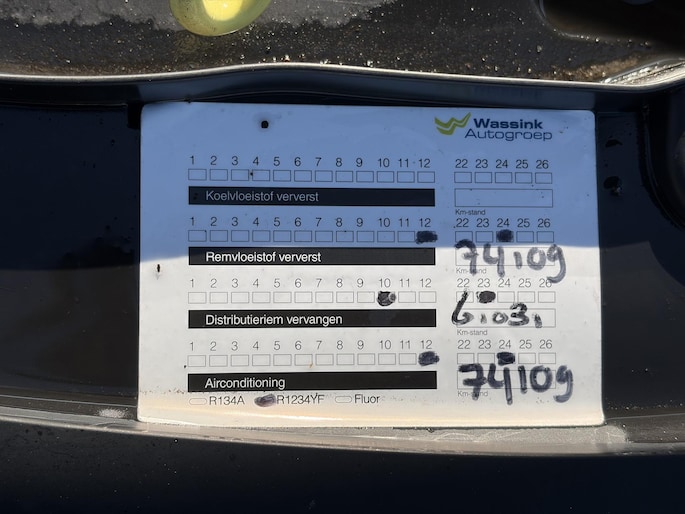 Wassink
Autogroep
1 2 3 4 5 6 7 8 9 10 11 12 22 23 24 25 26
Koelvloeistof ververst
Km-stand
1 2 3 4 5 6 7 8 9 10 11 12 22 23 24 25 26
Remvloeistof ververst 74109
Km-stand
1 2 3 4 5 6 7 8 9 10 11 12 22 23 24 25 26
Distributieriem vervangen 6.03.
Km-stand
1 2 3 4 5 6 7 8 9 10 11 12 22 23 24 25 26
Airconditioning 74109
Km-stand
R134A R1234YF Fluor